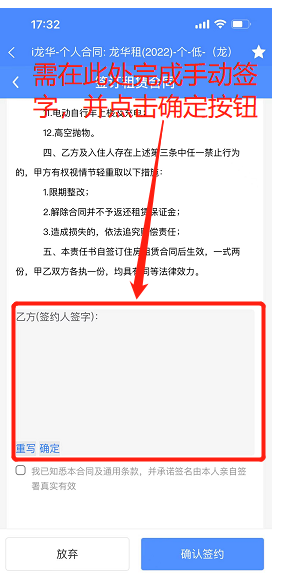 17:32
i龙华-个人合同: 龙华租(2022)-个-低-（龙）
签订租赁合同
需在此处完成手动签
字，并点击确定按钮
1.电动自行车上楼及充电;
12.高空抛物。
四、乙方及入住人存在上述第三条中任一禁止行为
的，甲方有权视情节轻重取以下措施：
1.限期整改；
2.解除合同并不予返还租赁保证金；
3.造成损失的，依法追究赔偿责任；
五、本责任书自签订住房租赁合同后生效，一式两
份，甲乙双方各执一份，均具有同等法律效力。
乙方(签约人签字):
重写 确定
我已知悉本合同及通用条款，并承诺签名由本人亲自签
署真实有效
放弃
确认签约